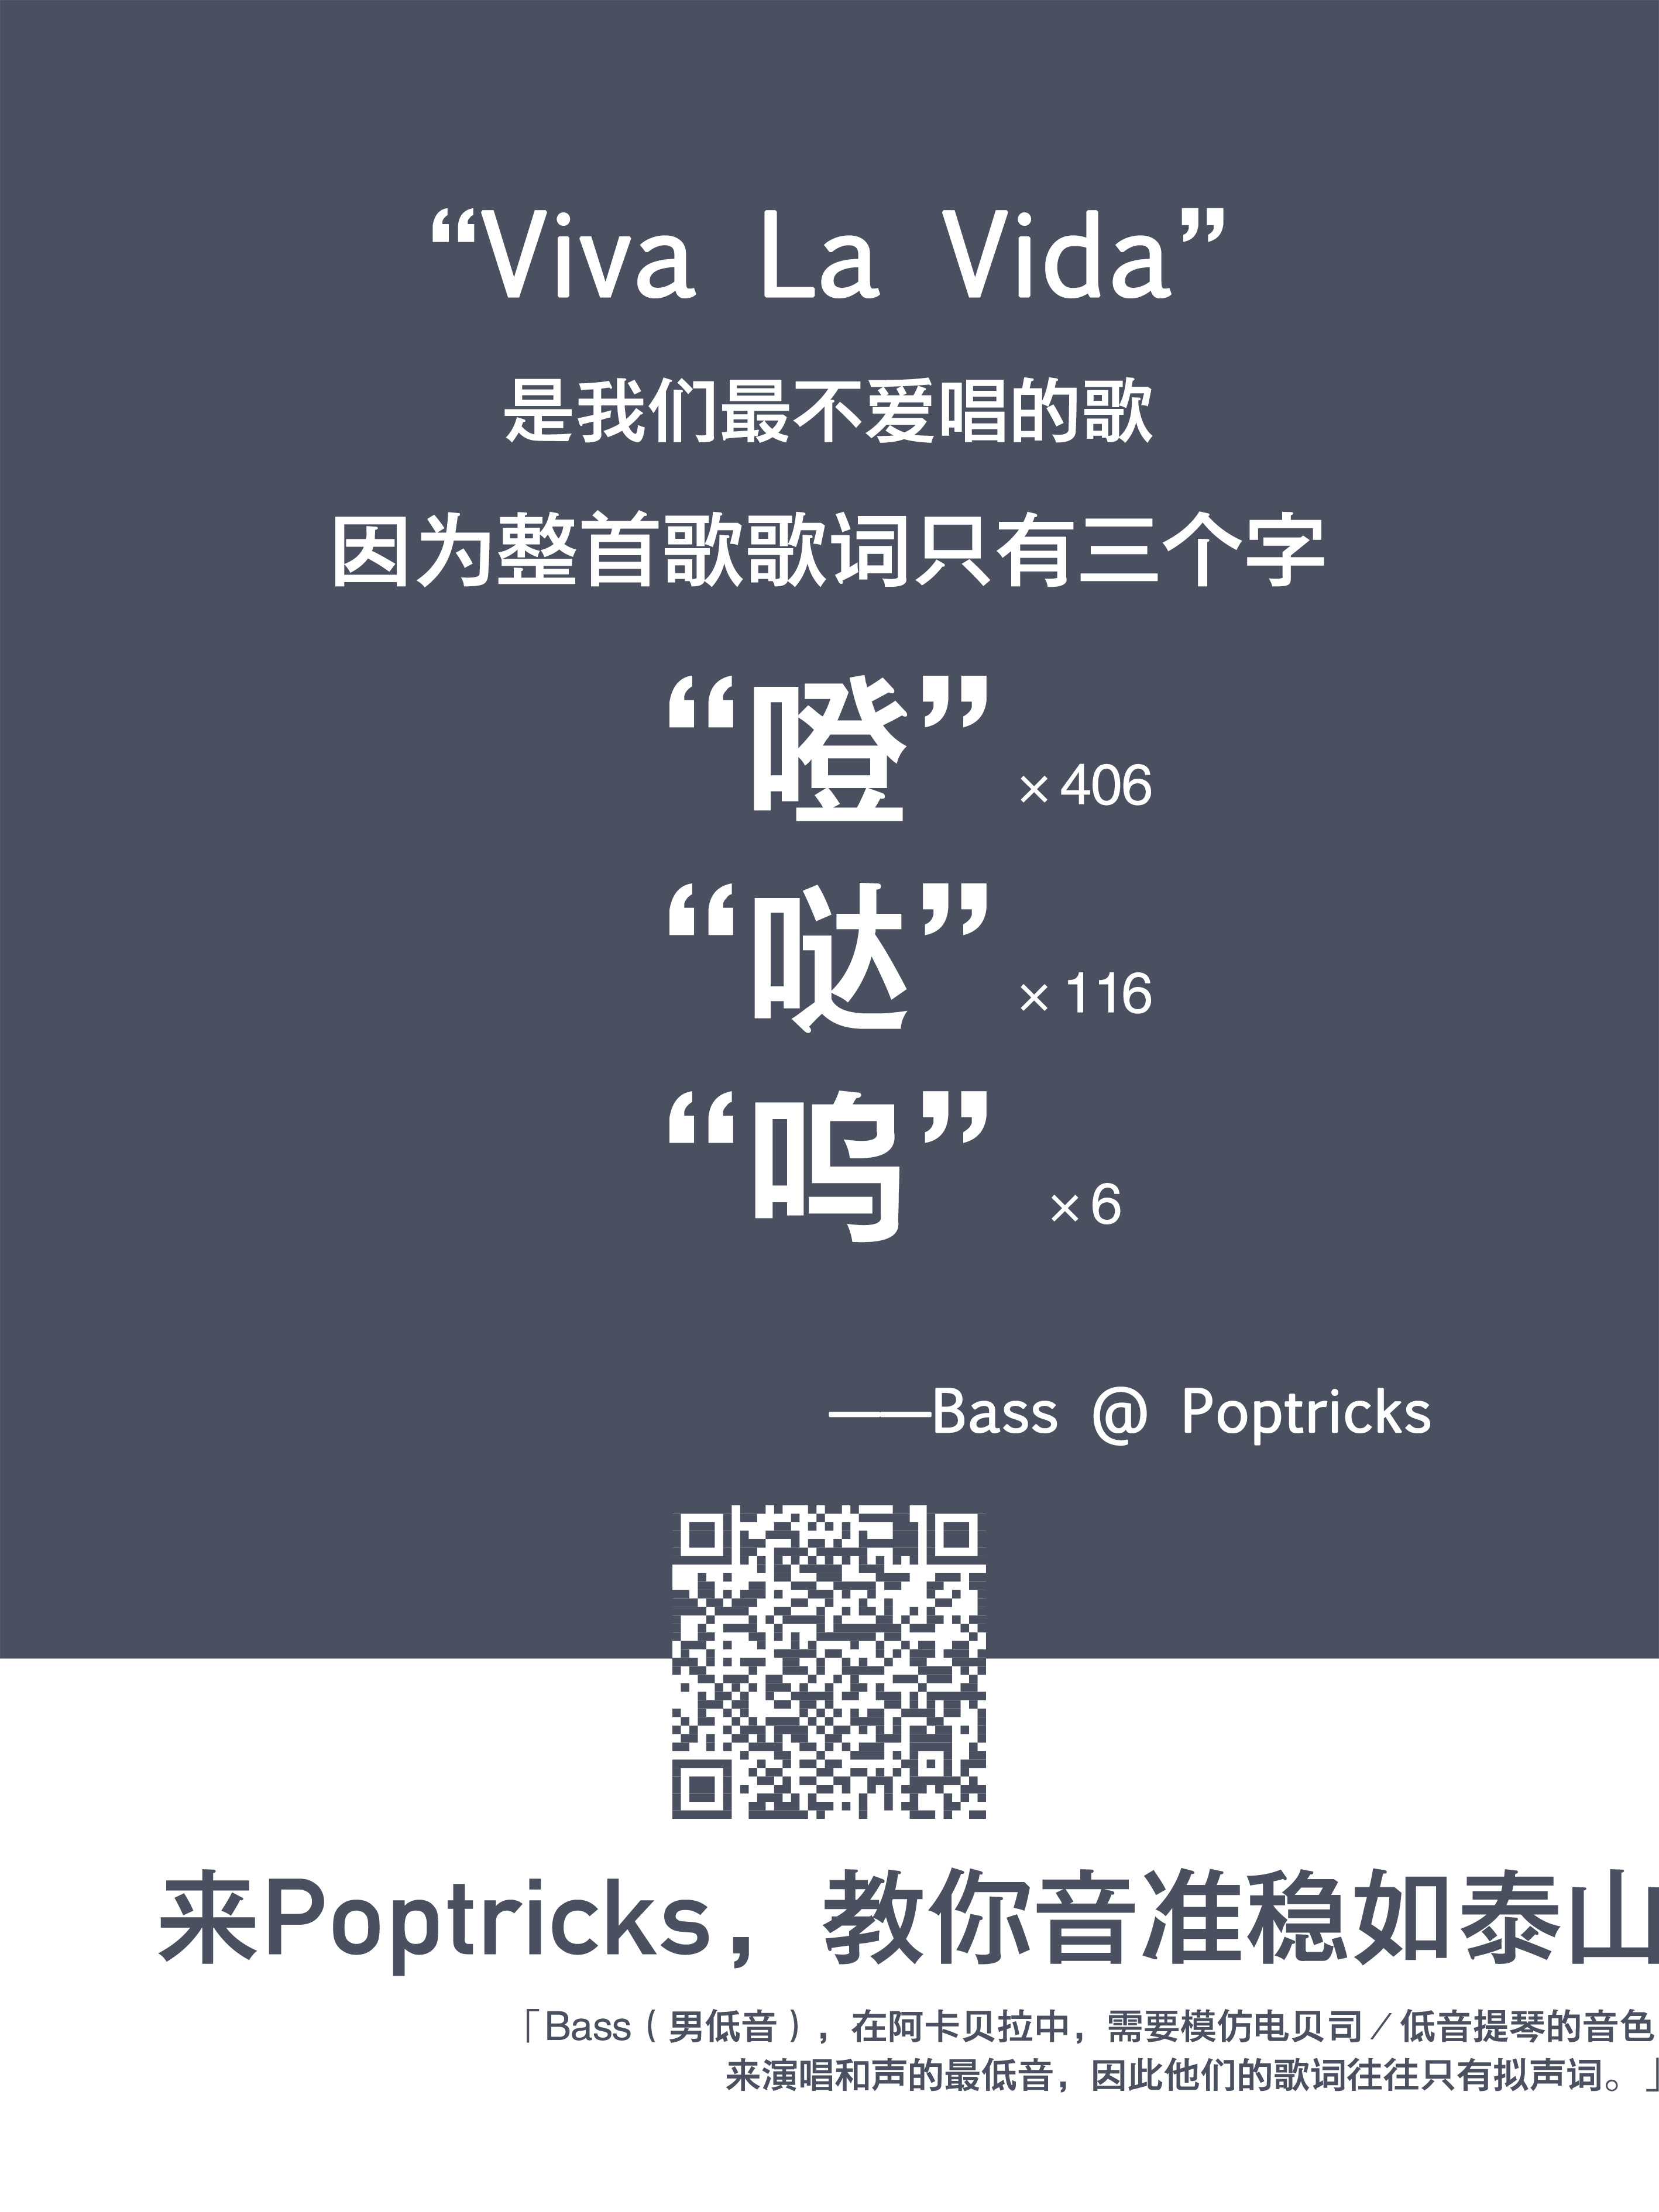 “Viva La Vida”
是我们最不爱唱的歌
因为整首歌歌词只有三个字
“噔” ×406
“哒” ×116
“呜” ×6
——Bass @ Poptricks
来Poptricks，教你音准稳如泰山
「Bass（男低音），在阿卡贝拉中，需要模仿电贝司／低音提琴的音色
来演唱和声的最低音，因此他们的歌词往往只有拟声词。」